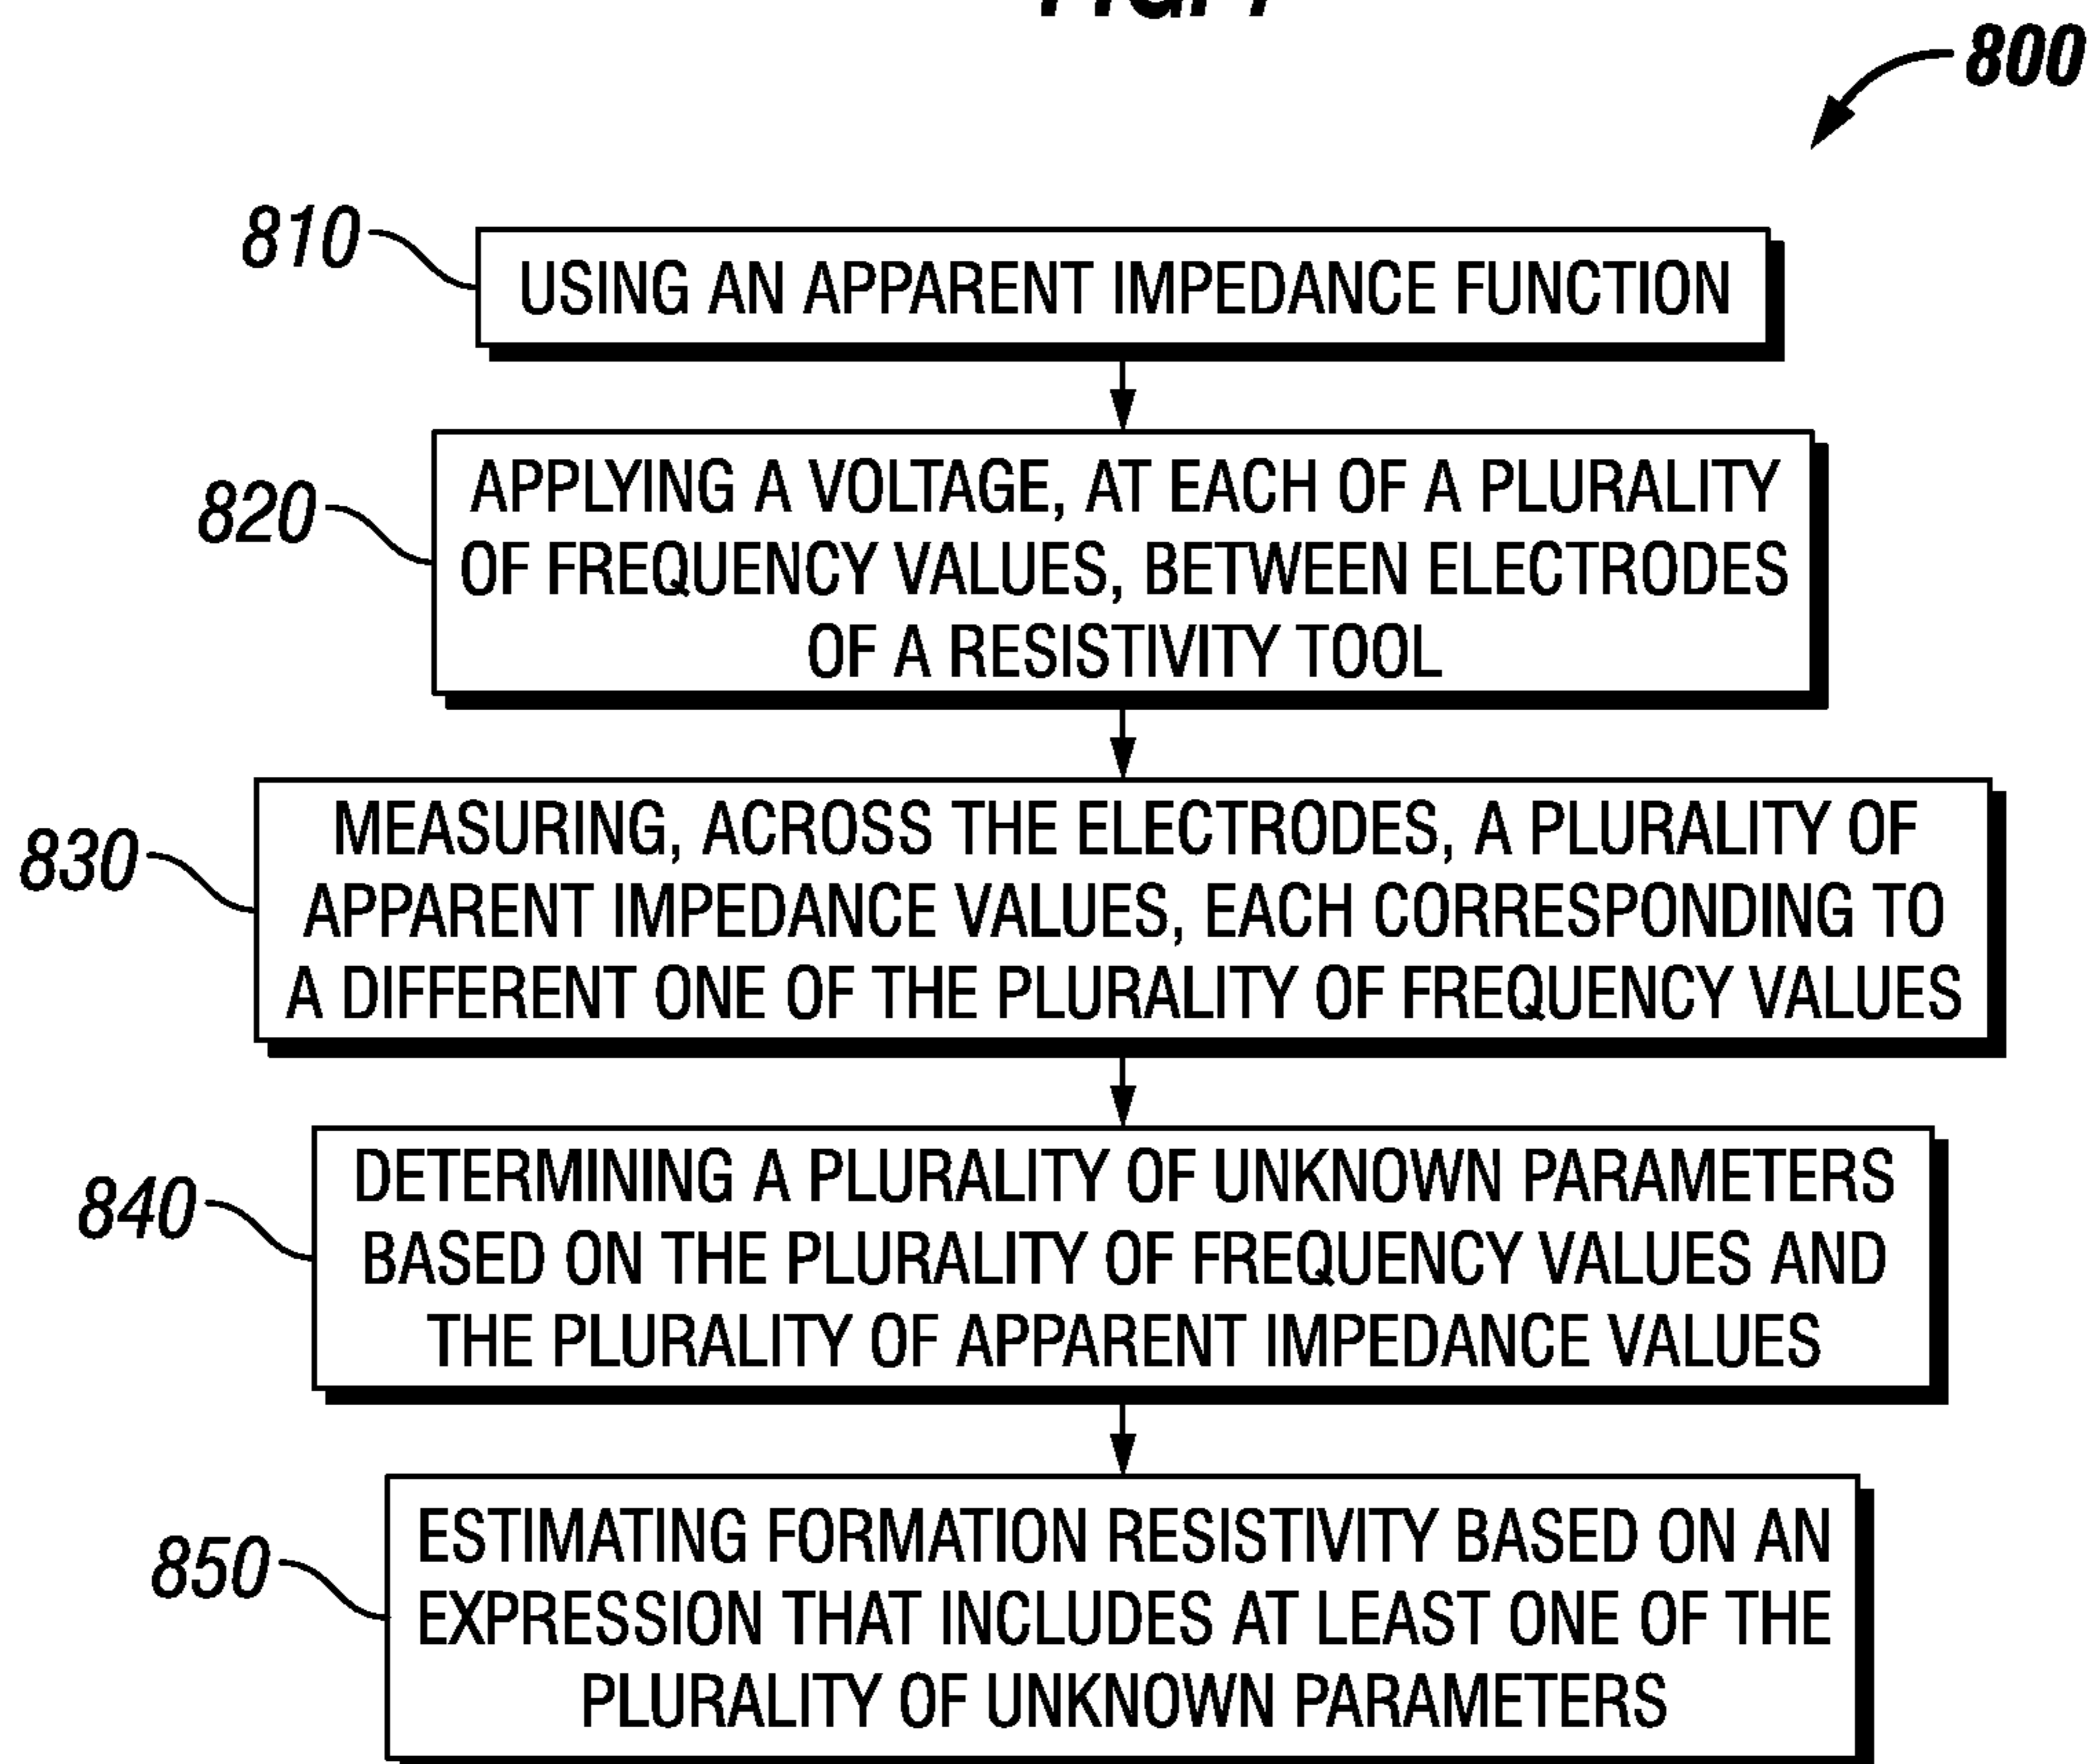 800
810
USING AN APPARENT IMPEDANCE FUNCTION
820
APPLYING A VOLTAGE, AT EACH OF A PLURALITY
OF FREQUENCY VALUES, BETWEEN ELECTRODES
OF A RESISTIVITY TOOL
830
MEASURING, ACROSS THE ELECTRODES, A PLURALITY OF
APPARENT IMPEDANCE VALUES, EACH CORRESPONDING TO
A DIFFERENT ONE OF THE PLURALITY OF FREQUENCY VALUES
840
DETERMINING A PLURALITY OF UNKNOWN PARAMETERS
BASED ON THE PLURALITY OF FREQUENCY VALUES AND
THE PLURALITY OF APPARENT IMPEDANCE VALUES
850
ESTIMATING FORMATION RESISTIVITY BASED ON AN
EXPRESSION THAT INCLUDES AT LEAST ONE OF THE
PLURALITY OF UNKNOWN PARAMETERS